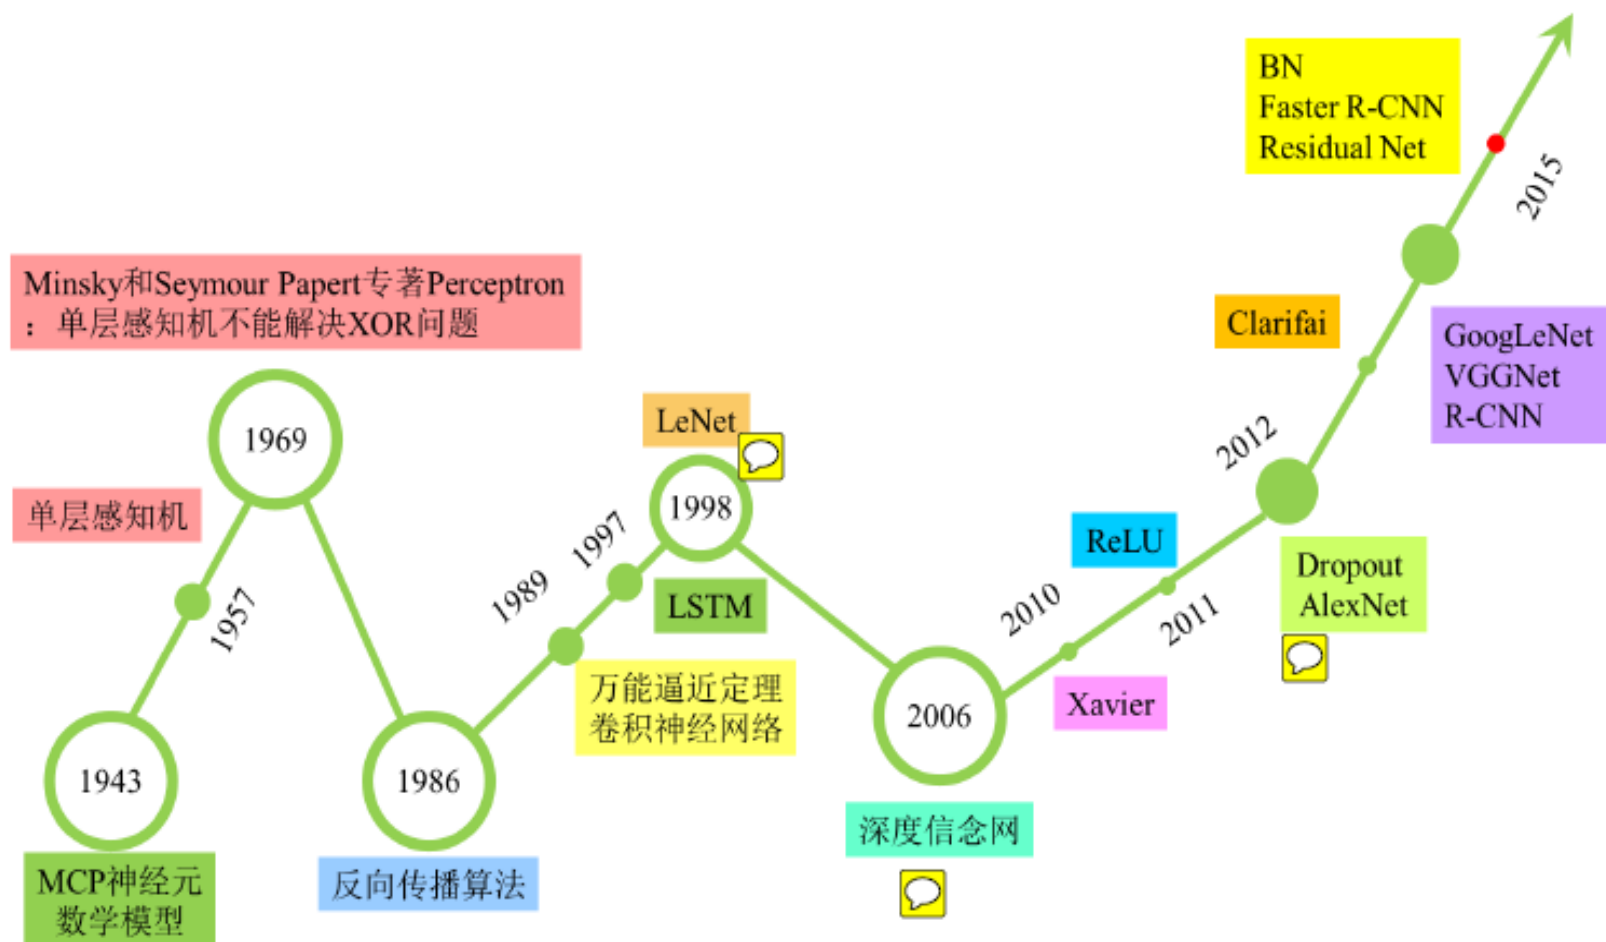 BN
Faster R-CNN
Residual Net
2015
Minsky和Seymour Papert专著Perceptron
：单层感知机不能解决XOR问题
Clarifai
GoogLeNet
VGGNet
R-CNN
LeNet
1969
2012
单层感知机
1998
1997
ReLU
1989
1957
LSTM
2010
2011
Dropout
AlexNet
万能逼近定理
卷积神经网络
Xavier
2006
1943
1986
深度信念网
MCP神经元
数学模型
反向传播算法